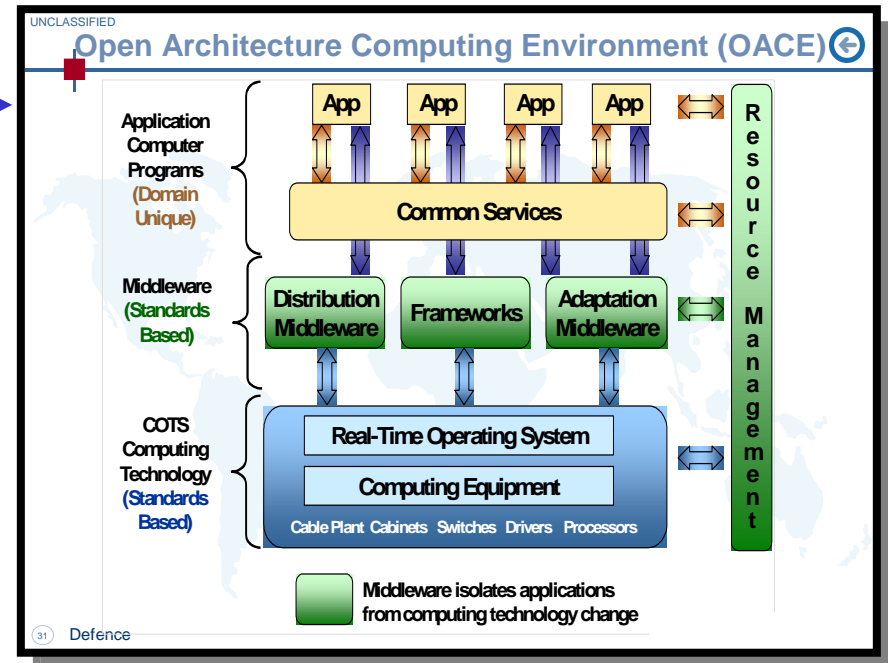 UNCLASSIFIED
Open Architecture Computing Environment (OACE)
Application
Computer
Programs
(Domain
Unique)
App App App App
Common Services
Middleware
(Standards
Based)
Distribution
Middleware
Frameworks
Adaptation
Middleware
COTS
Computing
Technology
(Standards
Based)
Real-Time Operating System
Computing Equipment
Cable Plant Cabinets Switches Drivers Processors
Resource Management
Middleware isolates applications
from computing technology change
31 Defence